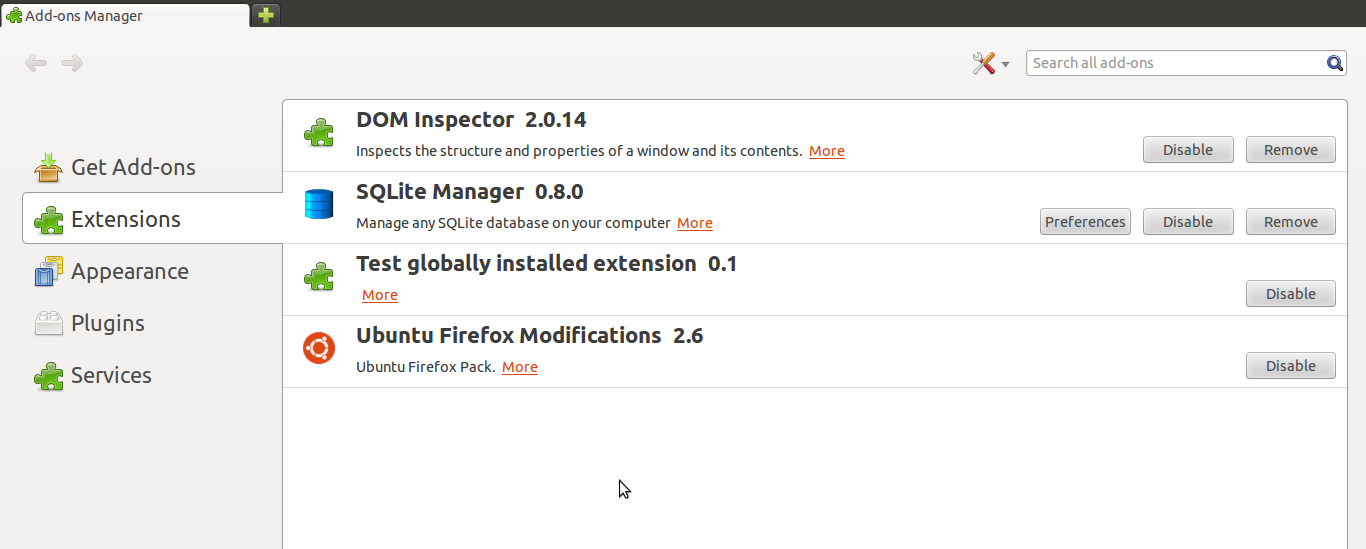 Add-ons Manager
Search all add-ons
Get Add-ons
Extensions
Appearance
Plugins
Services
DOM Inspector 2.0.14
Inspects the structure and properties of a window and its contents. More
Disable Remove
SQLite Manager 0.8.0
Manage any SQLite database on your computer More
Preferences Disable Remove
Test globally installed extension 0.1
More
Disable
Ubuntu Firefox Modifications 2.6
Ubuntu Firefox Pack. More
Disable